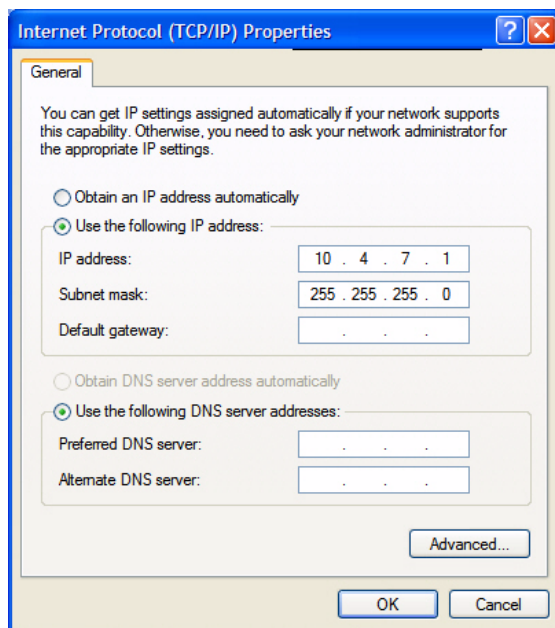 Internet Protocol (TCP/IP) Properties
General
You can get IP settings assigned automatically if your network supports
this capability. Otherwise, you need to ask your network administrator for
the appropriate IP settings.
Obtain an IP address automatically
Use the following IP address:
IP address: 10 . 4 . 7 . 1
Subnet mask: 255 . 255 . 255 . 0
Default gateway: . . .
Obtain DNS server address automatically
Use the following DNS server addresses:
Preferred DNS server: . . .
Alternate DNS server: . . .
Advanced...
OK Cancel